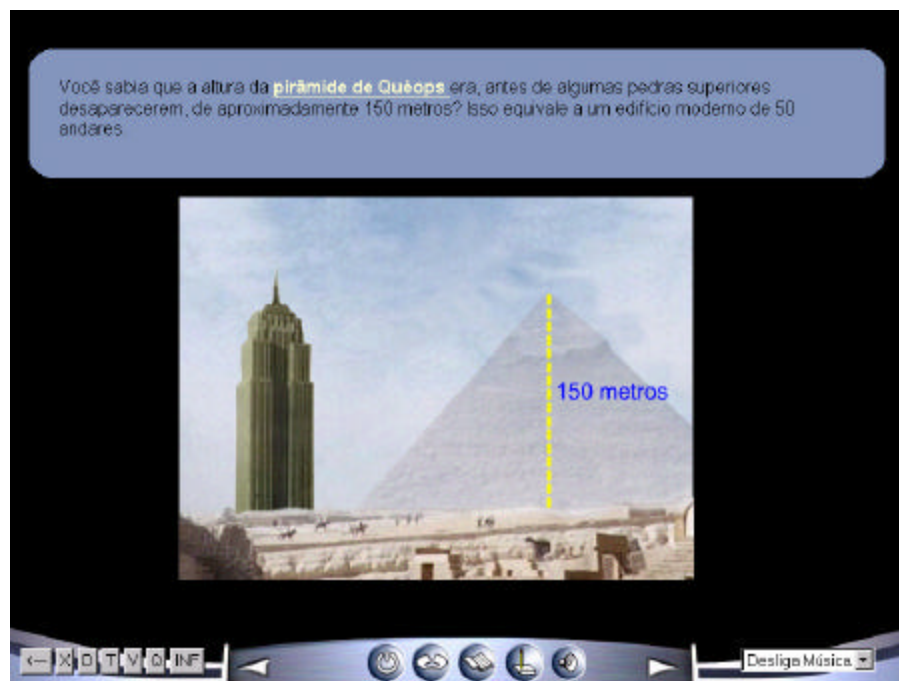 Você sabia que a altura da pirâmide de Quèops era, antes de algumas pedras superiores
desaparecerem, de aproximadamente 150 metros? Isso equivale a um edifício moderno de 50
andares
150 metros
<-- X D T V Q INF
Desliga Música